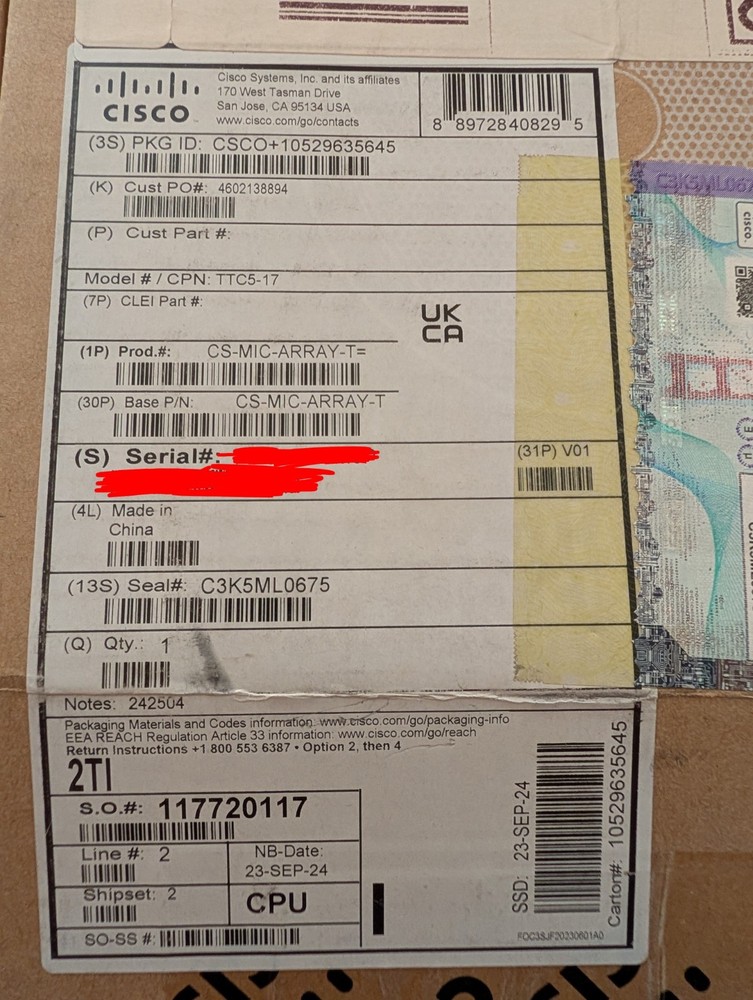 CISCO
Cisco Systems, Inc. and its affiliates
170 West Tasman Drive
San Jose, CA 95134 USA
www.cisco.com/go/contacts
8 8972840829 5
(3S) PKG ID: CSCO+10529635645
(K) Cust PO#: 4602138894
(P) Cust Part #:
Model # / CPN: TTC5-17
(7P) CLEI Part #:
UK
CA
(1P) Prod.#: CS-MIC-ARRAY-T=
(30P) Base P/N: CS-MIC-ARRAY-T
(S) Serial#:
(31P) V01
(4L) Made in
China
(13S) Seal#: C3K5ML0675
(Q) Qty.: 1
Notes: 242504
Packaging Materials and Codes information: www.cisco.com/go/packaging-info
EEA REACH Regulation Article 33 information: www.cisco.com/go/reach
Return Instructions +1 800 553 6387 • Option 2, then 4
2TI
S.O.#: 117720117
Line #: 2
NB-Date:
23-SEP-24
Shipset: 2
CPU
SO-SS #:
SSD: 23-SEP-24
Carton#: 10529635645
FOC3SJF20230601A0
C3K5ML067
CISCO